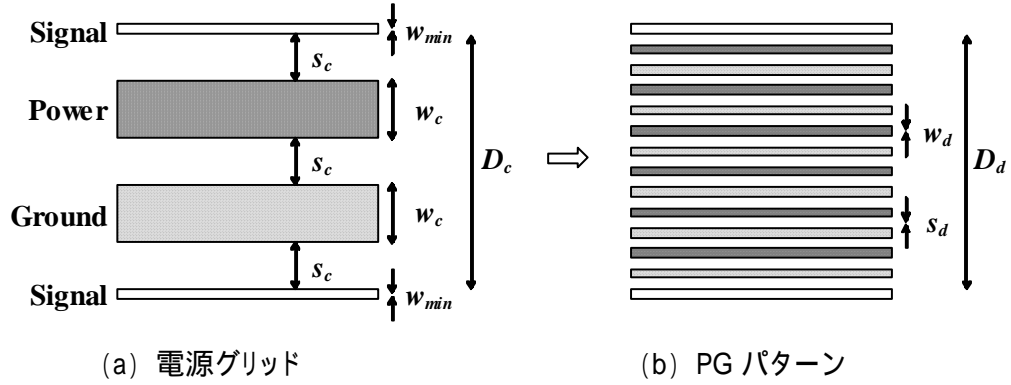 Signal
w_min
s_c
Power
w_c
s_c
D_c
Ground
w_c
s_c
Signal
w_min
(a) 電源グリッド
w_d
D_d
s_d
(b) PG パターン